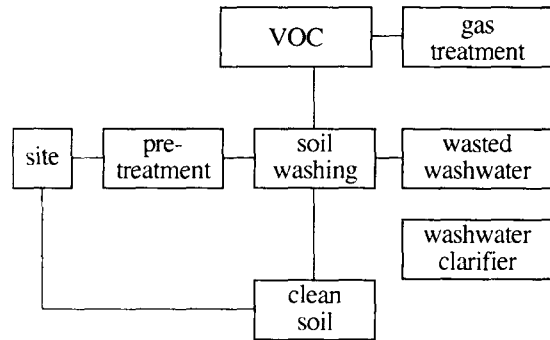 VOC
gas
treatment
site
pre-
treatment
soil
washing
wasted
washwater
washwater
clarifier
clean
soil